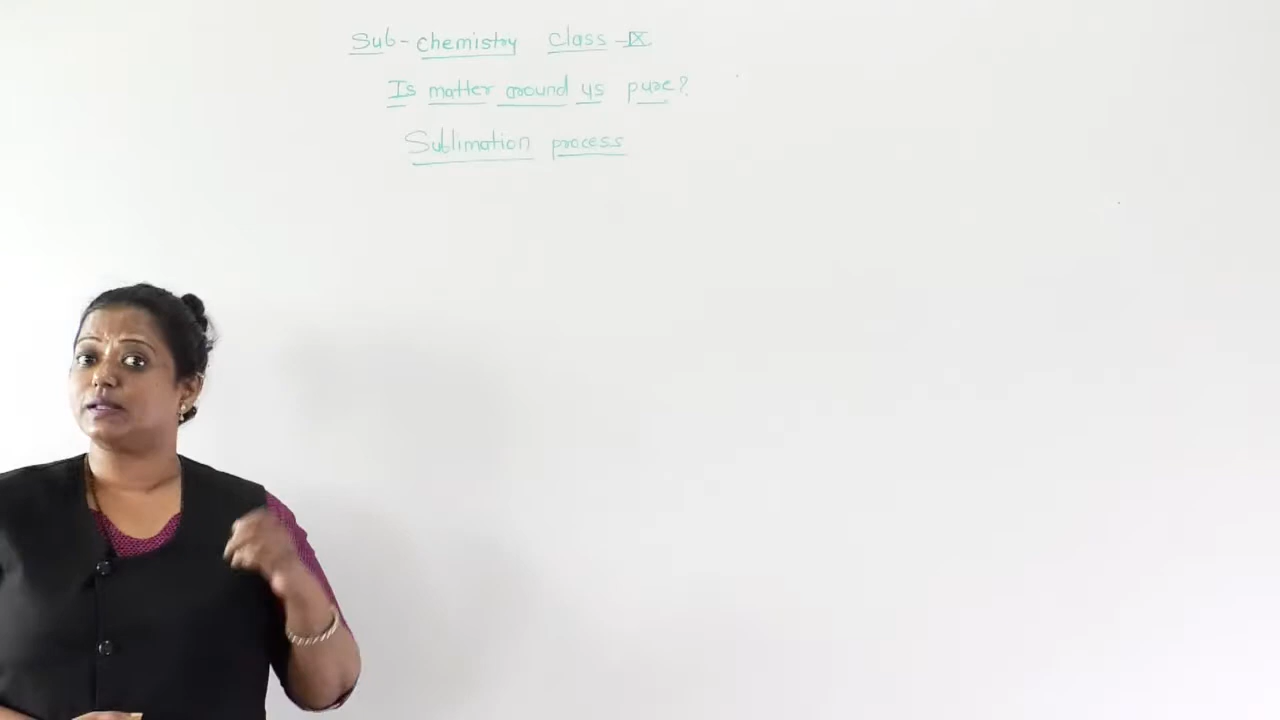 Sub- chemistry class -IX
Is matter around us pure?
Sublimation process